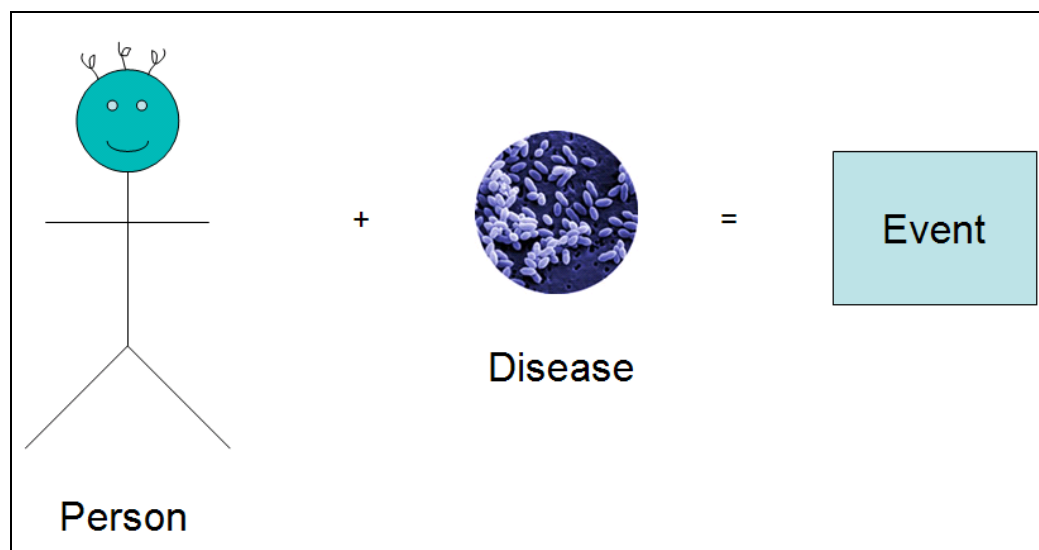 +
=
Event
Disease
Person